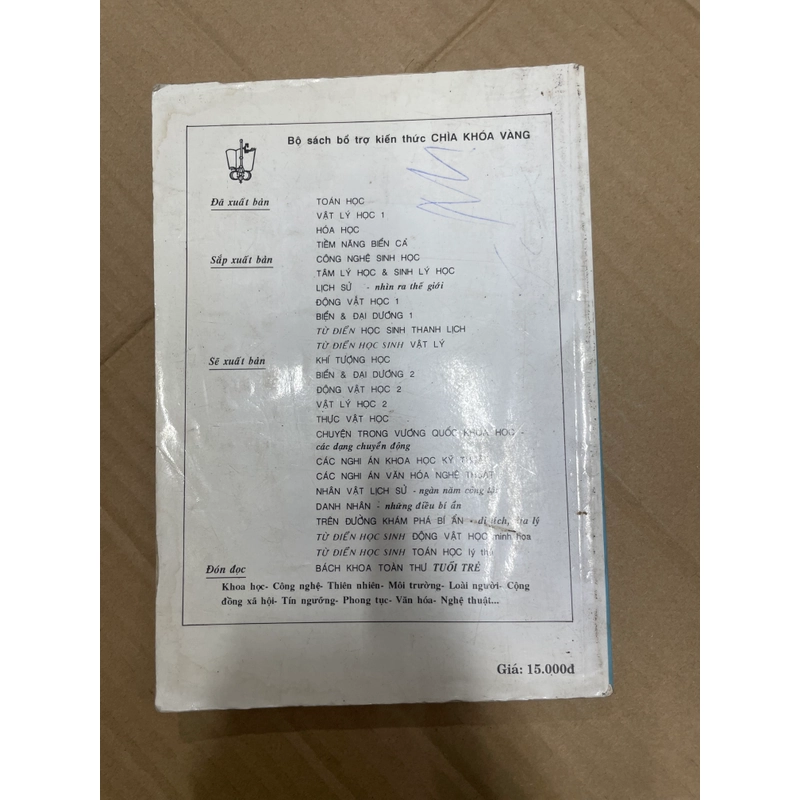 Bộ sách bổ trợ kiến thức CHÌA KHÓA VÀNG
Đã xuất bản TOÁN HỌC
VẬT LÝ HỌC 1
HÓA HỌC
TIỀM NĂNG BIỂN CẢ
Sắp xuất bản CÔNG NGHỆ SINH HỌC
TÂM LÝ HỌC & SINH LÝ HỌC
LỊCH SỬ - nhìn ra thế giới
ĐỘNG VẬT HỌC 1
BIỂN & ĐẠI DƯƠNG 1
TỪ ĐIỂN HỌC SINH THANH LỊCH
TỪ ĐIỂN HỌC SINH VẬT LÝ
Sẽ xuất bản KHÍ TƯỢNG HỌC
BIỂN & ĐẠI DƯƠNG 2
ĐỘNG VẬT HỌC 2
VẬT LÝ HỌC 2
THỰC VẬT HỌC
CHUYỆN TRONG VƯƠNG QUỐC KHOA HỌC -
các dạng chuyển động
CÁC NGHI ÁN KHOA HỌC KỸ THUẬT
CÁC NGHI ÁN VĂN HÓA NGHỆ THUẬT
NHÂN VẬT LỊCH SỬ - ngàn năm công tội
DANH NHÂN - những điều bí ẩn
TRÊN ĐƯỜNG KHÁM PHÁ BÍ ẨN - di tích, địa lý
TỪ ĐIỂN HỌC SINH ĐỘNG VẬT HỌC minh họa
TỪ ĐIỂN HỌC SINH TOÁN HỌC lý thú
Đón đọc BÁCH KHOA TOÀN THƯ TUỔI TRẺ
Khoa học- Công nghệ- Thiên nhiên- Môi trường- Loài người- Cộng
đồng xã hội- Tín ngưỡng- Phong tục- Văn hóa- Nghệ thuật...
Giá: 15.000đ